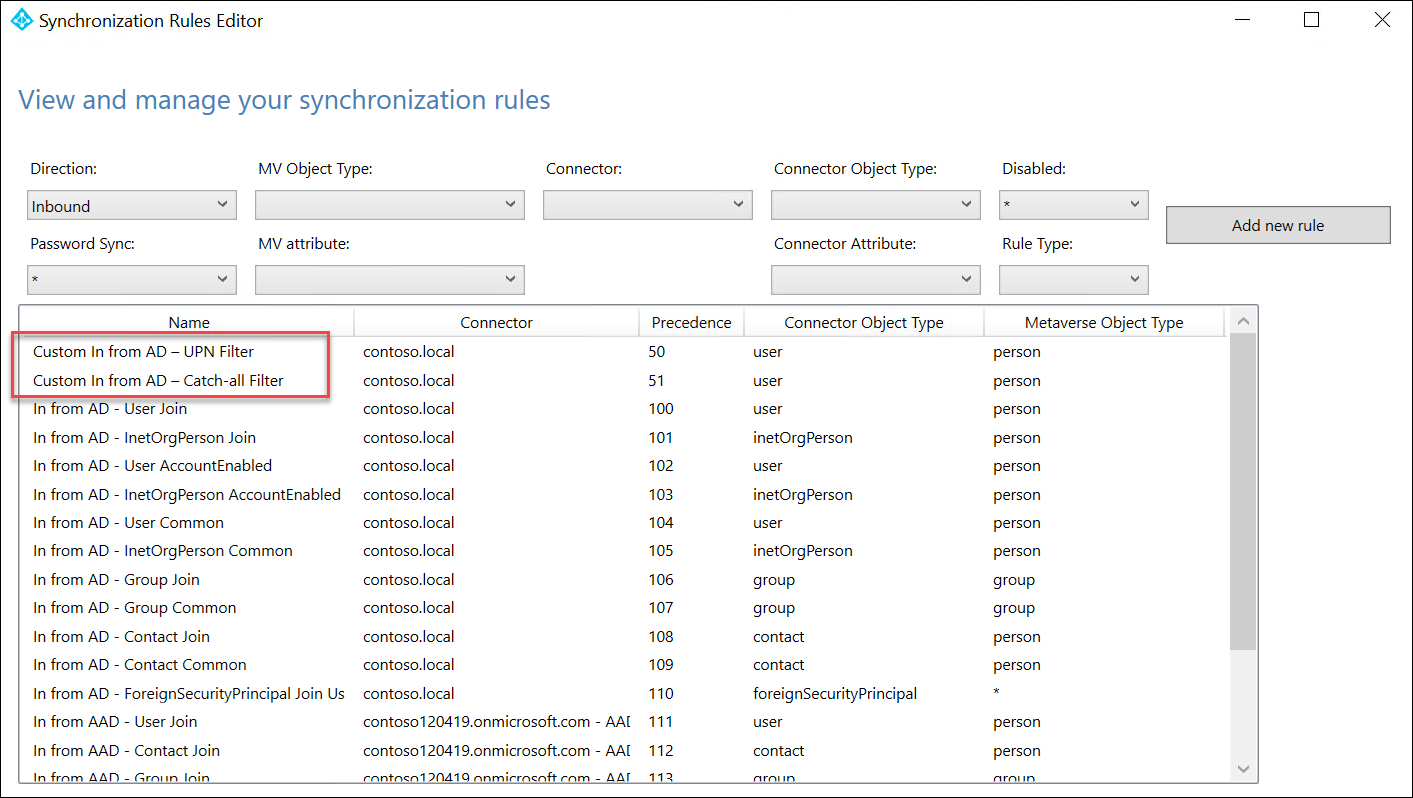 Synchronization Rules Editor
View and manage your synchronization rules
Direction: MV Object Type: Connector: Connector Object Type: Disabled:
Inbound *
Add new rule
Password Sync: MV attribute: Connector Attribute: Rule Type:
*
Name Connector Precedence Connector Object Type Metaverse Object Type
Custom In from AD – UPN Filter contoso.local 50 user person
Custom In from AD – Catch-all Filter contoso.local 51 user person
In from AD - User Join contoso.local 100 user person
In from AD - InetOrgPerson Join contoso.local 101 inetOrgPerson person
In from AD - User AccountEnabled contoso.local 102 user person
In from AD - InetOrgPerson AccountEnabled contoso.local 103 inetOrgPerson person
In from AD - User Common contoso.local 104 user person
In from AD - InetOrgPerson Common contoso.local 105 inetOrgPerson person
In from AD - Group Join contoso.local 106 group group
In from AD - Group Common contoso.local 107 group group
In from AD - Contact Join contoso.local 108 contact person
In from AD - Contact Common contoso.local 109 contact person
In from AD - ForeignSecurityPrincipal Join Us contoso.local 110 foreignSecurityPrincipal *
In from AAD - User Join contoso120419.onmicrosoft.com - AAD 111 user person
In from AAD - Contact Join contoso120419.onmicrosoft.com - AAD 112 contact person
In from AAD - Group Join contoso120419.onmicrosoft.com - AAD 113 group group